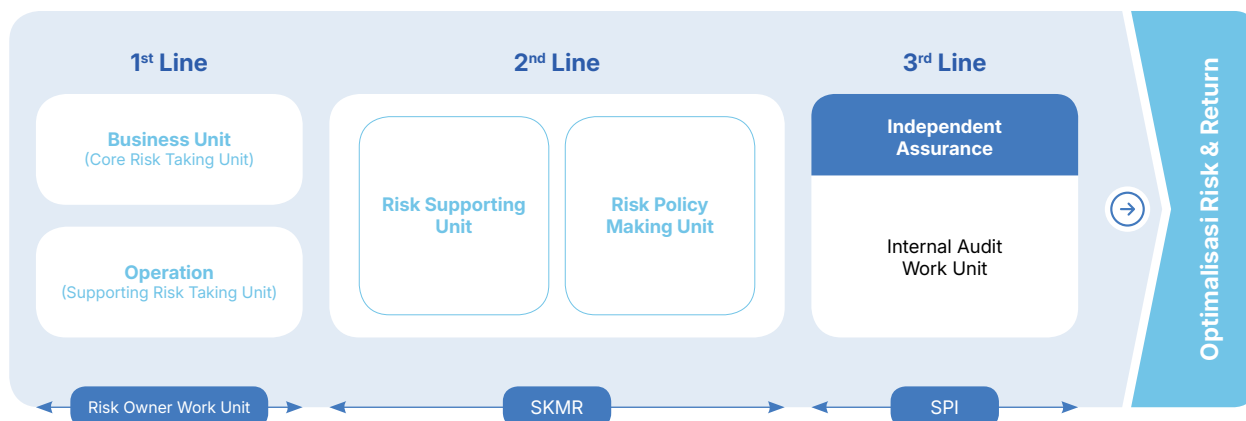 1st Line
Business Unit
(Core Risk Taking Unit)
Operation
(Supporting Risk Taking Unit)
Risk Owner Work Unit
2nd Line
Risk Supporting
Unit
Risk Policy
Making Unit
SKMR
3rd Line
Independent
Assurance
Internal Audit
Work Unit
SPI
Optimalisasi Risk & Return